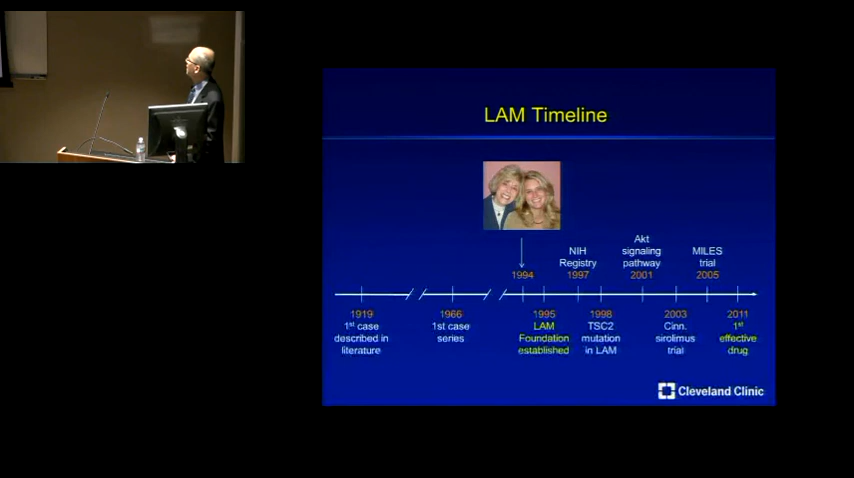 LAM Timeline
NIH
Registry
Akt
signaling
pathway
MILES
trial
1994
1997
2001
2005
1919
1st case
described in
literature
1966
1st case
series
1995
LAM
Foundation
established
1998
TSC2
mutation
in LAM
2003
Cinn.
sirolimus
trial
2011
1st
effective
drug
Cleveland Clinic